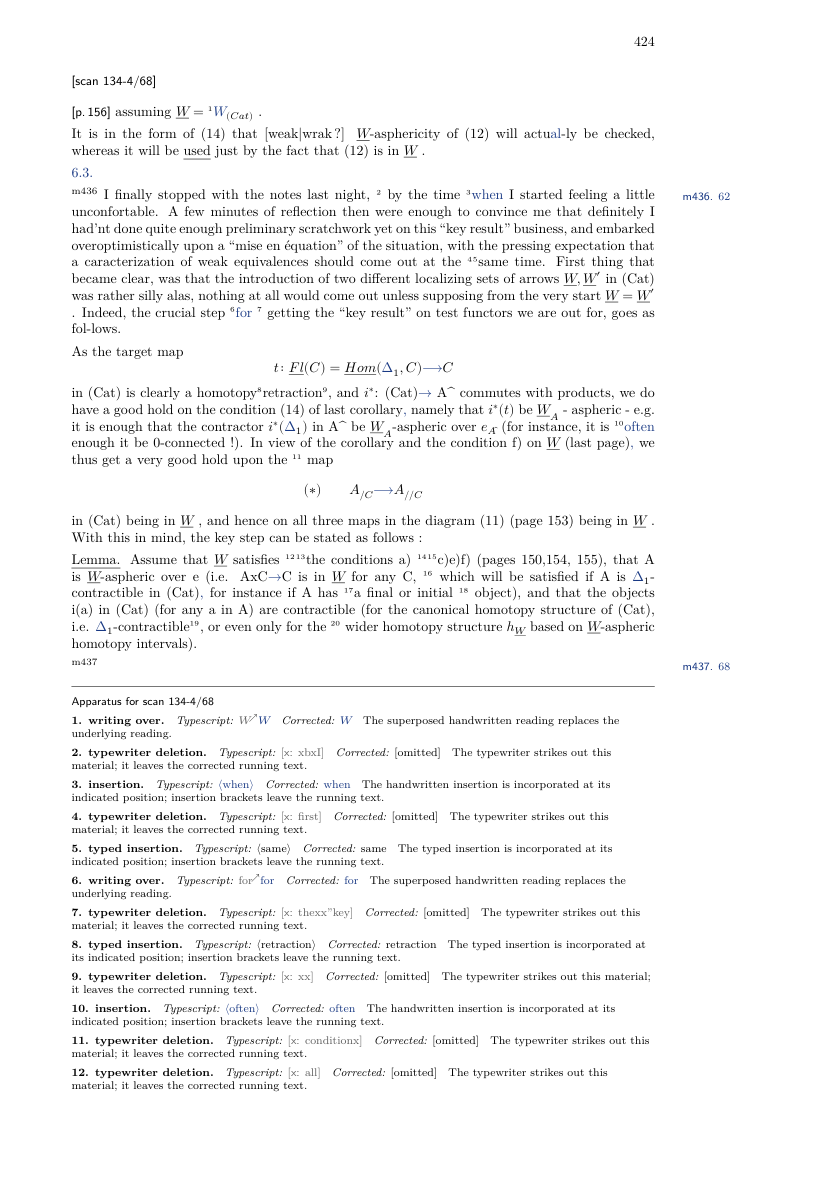 424
[scan 134-4/68]
[p. 156] assuming W = ¹W(Cat) .
It is in the form of (14) that [weak|wrak ?] W-asphericity of (12) will actual-ly be checked,
whereas it will be used just by the fact that (12) is in W .
6.3.
m436 I finally stopped with the notes last night, ² by the time ³when I started feeling a little
m436. 62
unconfortable. A few minutes of reflection then were enough to convince me that definitely I
had'nt done quite enough preliminary scratchwork yet on this “key result” business, and embarked
overoptimistically upon a “mise en équation” of the situation, with the pressing expectation that
a caracterization of weak equivalences should come out at the ⁴⁵same time. First thing that
became clear, was that the introduction of two different localizing sets of arrows W, W′ in (Cat)
was rather silly alas, nothing at all would come out unless supposing from the very start W = W′
. Indeed, the crucial step ⁶for ⁷ getting the “key result” on test functors we are out for, goes as
fol-lows.
As the target map
t: Fl(C) = Hom(Δ₁, C)⟶C
in (Cat) is clearly a homotopy⁸retraction⁹, and i*: (Cat)→ A^ commutes with products, we do
have a good hold on the condition (14) of last corollary, namely that i*(t) be W_A - aspheric - e.g.
it is enough that the contractor i*(Δ₁) in A^ be W_A-aspheric over e_A^ (for instance, it is ¹⁰often
enough it be 0-connected !). In view of the corollary and the condition f) on W (last page), we
thus get a very good hold upon the ¹¹ map
(∗) A/C⟶A//C
in (Cat) being in W , and hence on all three maps in the diagram (11) (page 153) being in W .
With this in mind, the key step can be stated as follows :
Lemma. Assume that W satisfies ¹²¹³the conditions a) ¹⁴¹⁵c)e)f) (pages 150,154, 155), that A
is W-aspheric over e (i.e. AxC→C is in W for any C, ¹⁶ which will be satisfied if A is Δ₁-
contractible in (Cat), for instance if A has ¹⁷a final or initial ¹⁸ object), and that the objects
i(a) in (Cat) (for any a in A) are contractible (for the canonical homotopy structure of (Cat),
i.e. Δ₁-contractible¹⁹, or even only for the ²⁰ wider homotopy structure h_W based on W-aspheric
homotopy intervals).
m437
m437. 68
Apparatus for scan 134-4/68
1. writing over. Typescript: W↗W Corrected: W The superposed handwritten reading replaces the
underlying reading.
2. typewriter deletion. Typescript: [x: xbxI] Corrected: [omitted] The typewriter strikes out this
material; it leaves the corrected running text.
3. insertion. Typescript: ⟨when⟩ Corrected: when The handwritten insertion is incorporated at its
indicated position; insertion brackets leave the running text.
4. typewriter deletion. Typescript: [x: first] Corrected: [omitted] The typewriter strikes out this
material; it leaves the corrected running text.
5. typed insertion. Typescript: ⟨same⟩ Corrected: same The typed insertion is incorporated at its
indicated position; insertion brackets leave the running text.
6. writing over. Typescript: for↗for Corrected: for The superposed handwritten reading replaces the
underlying reading.
7. typewriter deletion. Typescript: [x: thexx”key] Corrected: [omitted] The typewriter strikes out this
material; it leaves the corrected running text.
8. typed insertion. Typescript: ⟨retraction⟩ Corrected: retraction The typed insertion is incorporated at
its indicated position; insertion brackets leave the running text.
9. typewriter deletion. Typescript: [x: xx] Corrected: [omitted] The typewriter strikes out this material;
it leaves the corrected running text.
10. insertion. Typescript: ⟨often⟩ Corrected: often The handwritten insertion is incorporated at its
indicated position; insertion brackets leave the running text.
11. typewriter deletion. Typescript: [x: conditionx] Corrected: [omitted] The typewriter strikes out this
material; it leaves the corrected running text.
12. typewriter deletion. Typescript: [x: all] Corrected: [omitted] The typewriter strikes out this
material; it leaves the corrected running text.